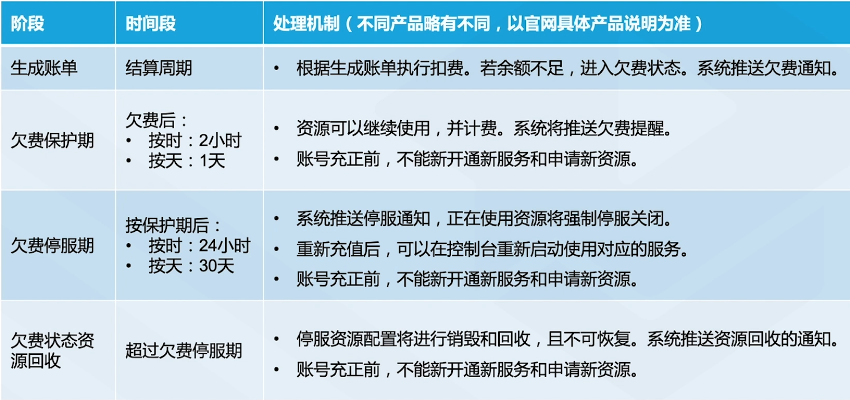 阶段 时间段 处理机制（不同产品略有不同，以官网具体产品说明为准）
生成账单 结算周期 • 根据生成账单执行扣费。若余额不足，进入欠费状态。系统推送欠费通知。
欠费保护期
欠费后：
• 按时：2小时
• 按天：1天
• 资源可以继续使用，并计费。系统将推送欠费提醒。
• 账号充正前，不能新开通新服务和申请新资源。
欠费停服期
按保护期后：
• 按时：24小时
• 按天：30天
• 系统推送停服通知，正在使用资源将强制停服关闭。
• 重新充值后，可以在控制台重新启动使用对应的服务。
• 账号充正前，不能新开通新服务和申请新资源。
欠费状态资
源回收
超过欠费停服期
• 停服资源配置将进行销毁和回收，且不可恢复。系统推送资源回收的通知。
• 账号充正前，不能新开通新服务和申请新资源。